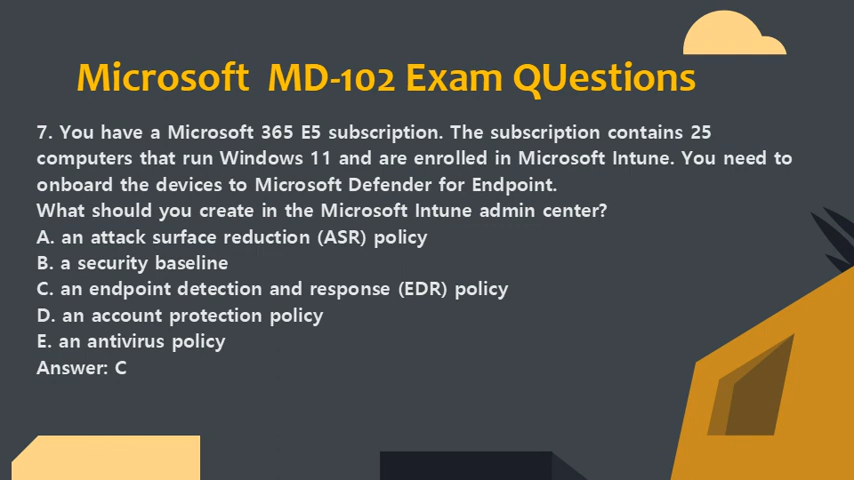 Microsoft MD-102 Exam QUestions
7. You have a Microsoft 365 E5 subscription. The subscription contains 25
computers that run Windows 11 and are enrolled in Microsoft Intune. You need to
onboard the devices to Microsoft Defender for Endpoint.
What should you create in the Microsoft Intune admin center?
A. an attack surface reduction (ASR) policy
B. a security baseline
C. an endpoint detection and response (EDR) policy
D. an account protection policy
E. an antivirus policy
Answer: C